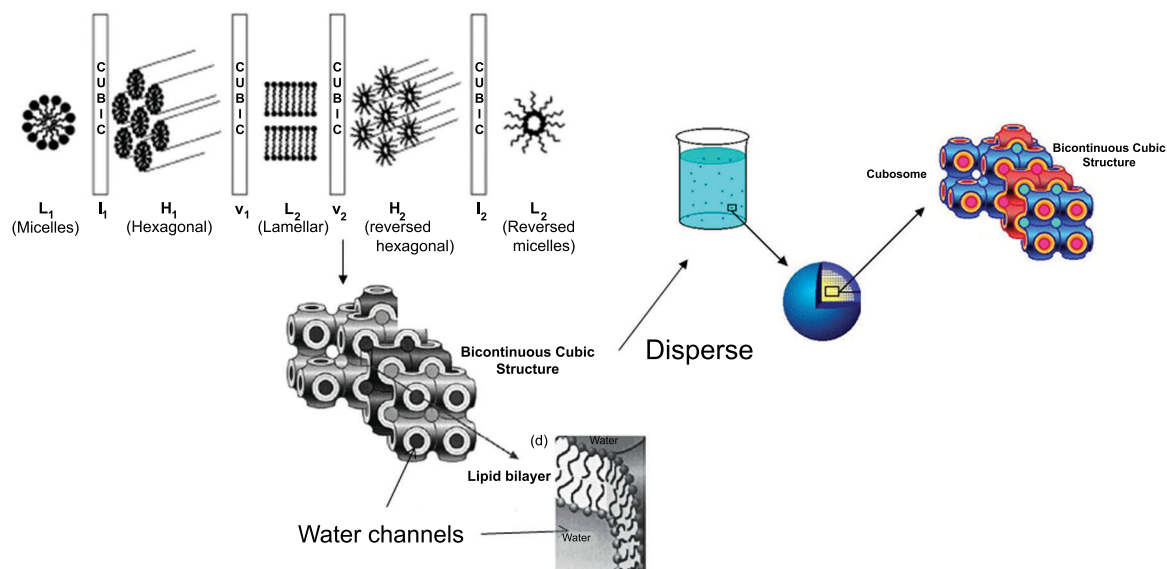 CUBIC
CUBIC
CUBIC
CUBIC
L1
(Micelles)
I1
H1
(Hexagonal)
v1
L2
(Lamellar)
v2
H2
(reversed
hexagonal)
I2
L2
(Reversed
micelles)
Cubosome
Bicontinuous Cubic
Structure
Bicontinuous Cubic
Structure
Disperse
(d)
Water
Lipid bilayer
Water channels
Water